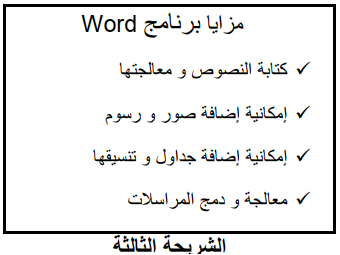 مزايا برنامج Word
✓ كتابة النصوص و معالجتها
✓ إمكانية إضافة صور و رسوم
✓ إمكانية إضافة جداول و تنسيقها
✓ معالجة و دمج المراسلات
الشريحة الثالثة